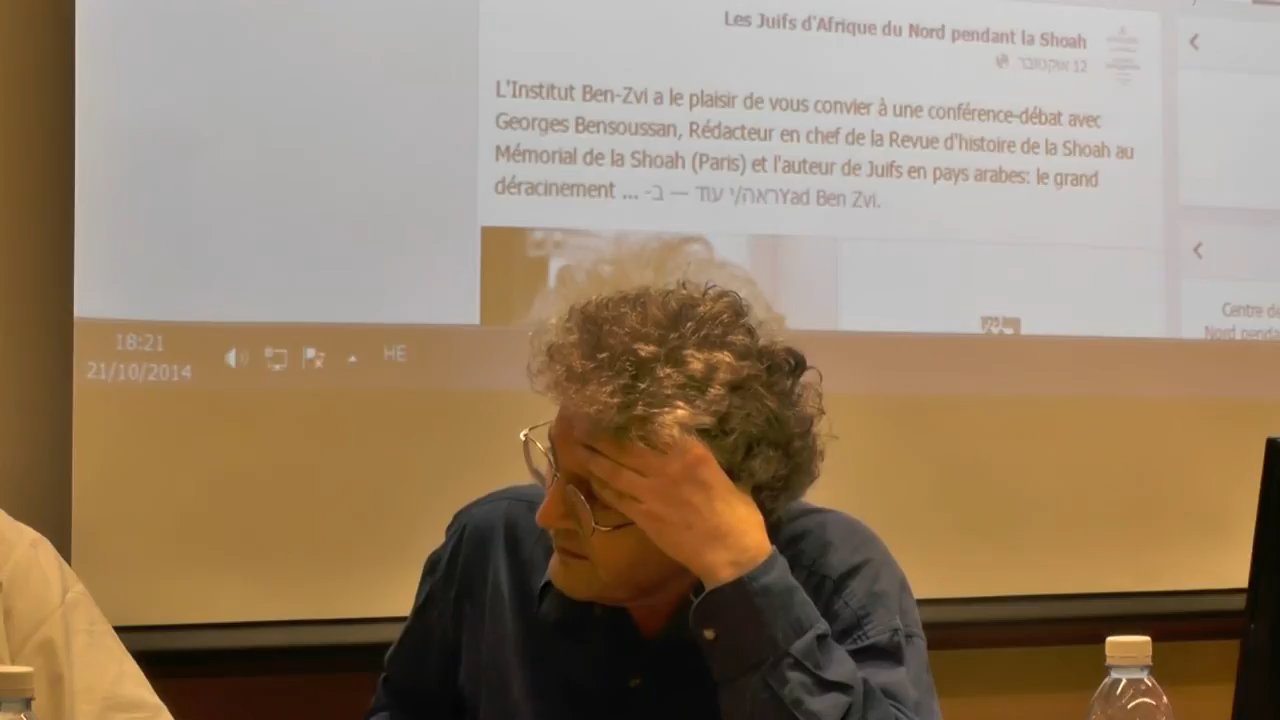 Les Juifs d'Afrique du Nord pendant la Shoah
12 אוקטובר
L'Institut Ben-Zvi a le plaisir de vous convier à une conférence-débat avec
Georges Bensoussan, Rédacteur en chef de la Revue d'histoire de la Shoah au
Mémorial de la Shoah (Paris) et l'auteur de Juifs en pays arabes: le grand
déracinement ... ב- — ראה/י עוד Yad Ben Zvi.
Centre de
Nord penda
18:21
21/10/2014
HE